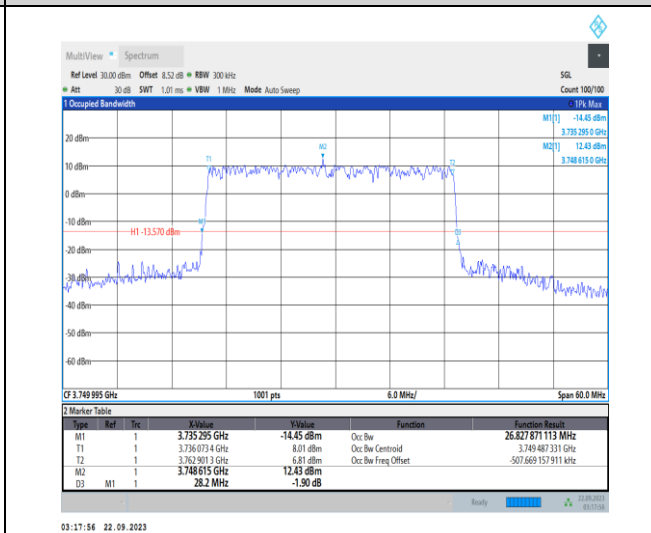 MultiView Spectrum
Ref Level 30.00 dBm Offset 8.52 dB RBW 300 kHz SGL
Att 30 dB SWT 1.01 ms VBW 1 MHz Mode Auto Sweep Count 100/100
1 Occupied Bandwidth 1Pk Max
M1[1] -14.45 dBm
3.735 295 0 GHz
M2[1] 12.43 dBm
3.748 615 0 GHz
20 dBm
M2
T1 T2
10 dBm
0 dBm
-10 dBm
M1
H1 -13.570 dBm
D3
-20 dBm
-30 dBm
-40 dBm
-50 dBm
-60 dBm
CF 3.749 995 GHz 1001 pts 6.0 MHz/ Span 60.0 MHz
2 Marker Table
Type Ref Trc X-Value Y-Value Function Function Result
M1 1 3.735 295 GHz -14.45 dBm Occ Bw 26.827 871 113 MHz
T1 1 3.736 073 4 GHz 8.01 dBm Occ Bw Centroid 3.749 487 331 GHz
T2 1 3.762 901 3 GHz 6.81 dBm Occ Bw Freq Offset -507.669 157 911 kHz
M2 1 3.748 615 GHz 12.43 dBm
D3 M1 1 28.2 MHz -1.90 dB
Ready 22.09.2023
03:17:56
03:17:56 22.09.2023